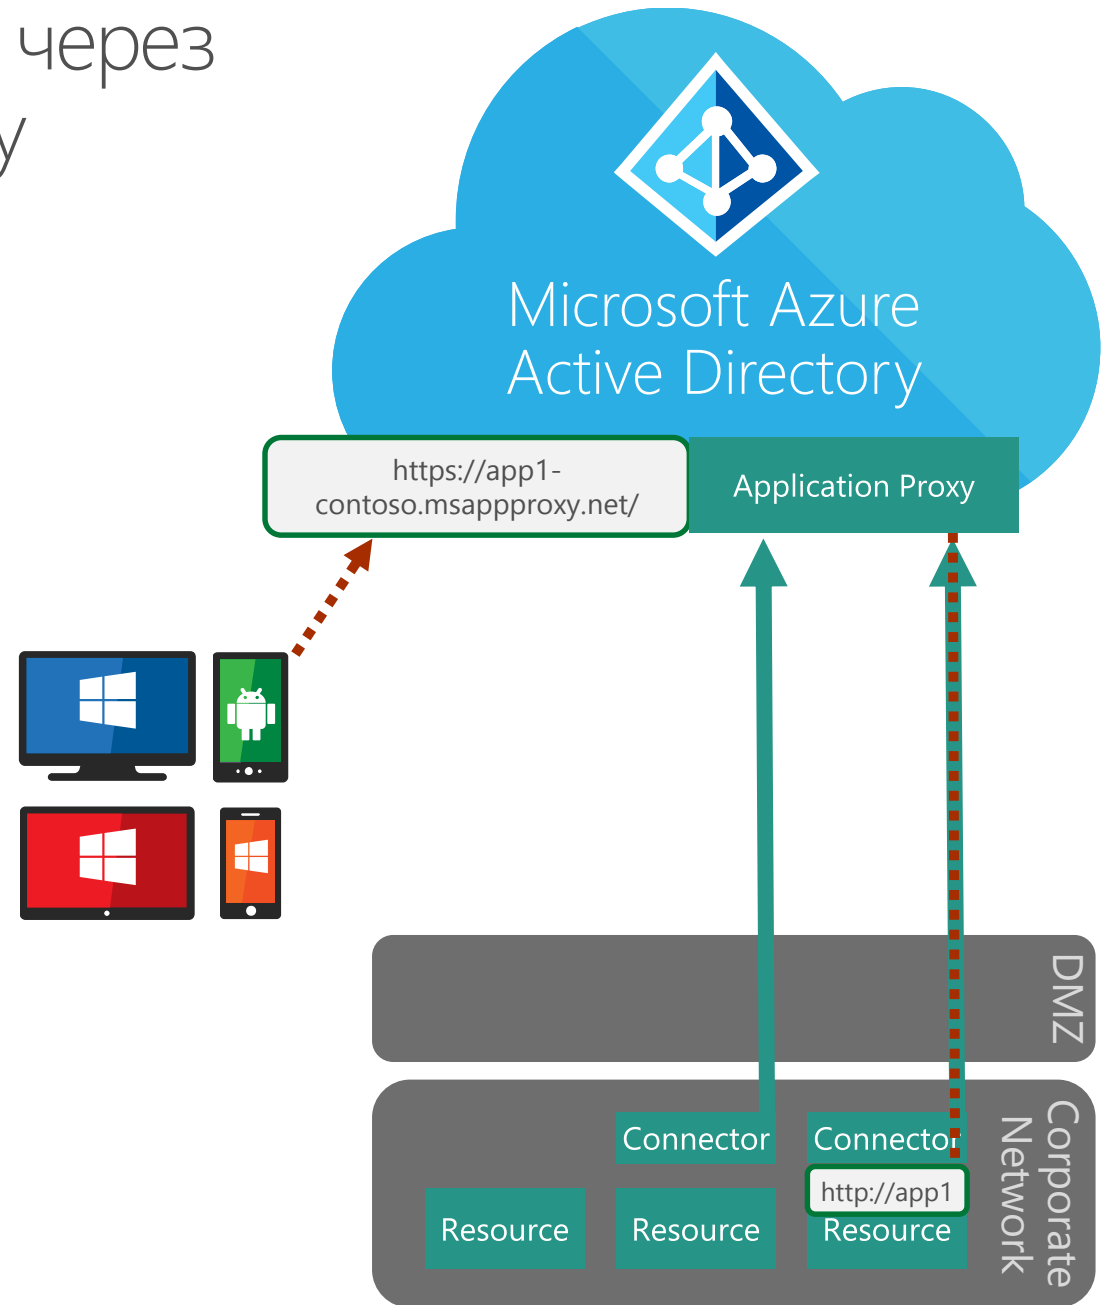 через
y
Microsoft Azure
Active Directory
https://app1-
contoso.msappproxy.net/
Application Proxy
DMZ
Corporate
Network
Connector
Connector
http://app1
Resource
Resource
Resource